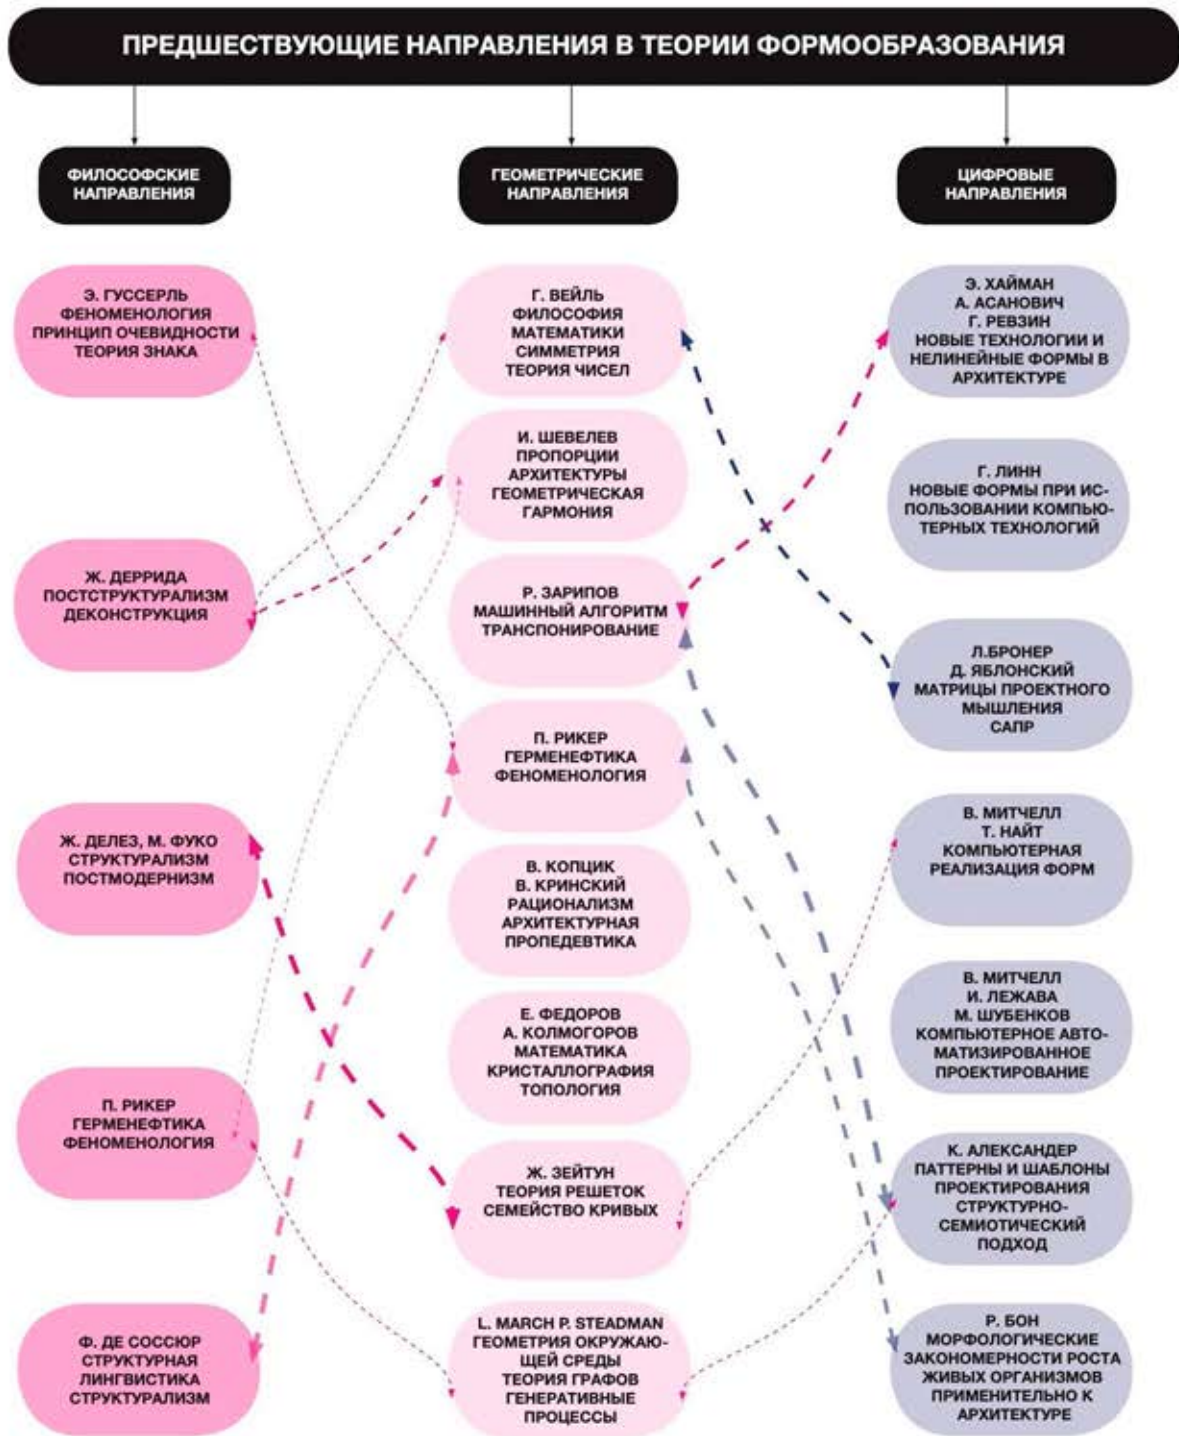 ПРЕДШЕСТВУЮЩИЕ НАПРАВЛЕНИЯ В ТЕОРИИ ФОРМООБРАЗОВАНИЯ
ФИЛОСОФСКИЕ
НАПРАВЛЕНИЯ
Э. ГУССЕРЛЬ
ФЕНОМЕНОЛОГИЯ
ПРИНЦИП ОЧЕВИДНОСТИ
ТЕОРИЯ ЗНАКА
Ж. ДЕРРИДА
ПОСТСТРУКТУРАЛИЗМ
ДЕКОНСТРУКЦИЯ
Ж. ДЕЛЕЗ, М. ФУКО
СТРУКТУРАЛИЗМ
ПОСТМОДЕРНИЗМ
П. РИКЕР
ГЕРМЕНЕФТИКА
ФЕНОМЕНОЛОГИЯ
Ф. ДЕ СОССЮР
СТРУКТУРНАЯ
ЛИНГВИСТИКА
СТРУКТУРАЛИЗМ
ГЕОМЕТРИЧЕСКИЕ
НАПРАВЛЕНИЯ
Г. ВЕЙЛЬ
ФИЛОСОФИЯ
МАТЕМАТИКИ
СИММЕТРИЯ
ТЕОРИЯ ЧИСЕЛ
И. ШЕВЕЛЕВ
ПРОПОРЦИИ
АРХИТЕКТУРЫ
ГЕОМЕТРИЧЕСКАЯ
ГАРМОНИЯ
Р. ЗАРИПОВ
МАШИННЫЙ АЛГОРИТМ
ТРАНСПОНИРОВАНИЕ
П. РИКЕР
ГЕРМЕНЕФТИКА
ФЕНОМЕНОЛОГИЯ
В. КОПЦИК
В. КРИНСКИЙ
РАЦИОНАЛИЗМ
АРХИТЕКТУРНАЯ
ПРОПЕДЕВТИКА
Е. ФЕДОРОВ
А. КОЛМОГОРОВ
МАТЕМАТИКА
КРИСТАЛЛОГРАФИЯ
ТОПОЛОГИЯ
Ж. ЗЕЙТУН
ТЕОРИЯ РЕШЕТОК
СЕМЕЙСТВО КРИВЫХ
L. MARCH P. STEADMAN
ГЕОМЕТРИЯ ОКРУЖАЮ-
ЩЕЙ СРЕДЫ
ТЕОРИЯ ГРАФОВ
ГЕНЕРАТИВНЫЕ
ПРОЦЕССЫ
ЦИФРОВЫЕ
НАПРАВЛЕНИЯ
Э. ХАЙМАН
А. АСАНОВИЧ
Г. РЕВЗИН
НОВЫЕ ТЕХНОЛОГИИ И
НЕЛИНЕЙНЫЕ ФОРМЫ В
АРХИТЕКТУРЕ
Г. ЛИНН
НОВЫЕ ФОРМЫ ПРИ ИС-
ПОЛЬЗОВАНИИ КОМПЬЮ-
ТЕРНЫХ ТЕХНОЛОГИЙ
Л.БРОНЕР
Д. ЯБЛОНСКИЙ
МАТРИЦЫ ПРОЕКТНОГО
МЫШЛЕНИЯ
САПР
В. МИТЧЕЛЛ
Т. НАЙТ
КОМПЬЮТЕРНАЯ
РЕАЛИЗАЦИЯ ФОРМ
В. МИТЧЕЛЛ
И. ЛЕЖАВА
М. ШУБЕНКОВ
КОМПЬЮТЕРНОЕ АВТО-
МАТИЗИРОВАННОЕ
ПРОЕКТИРОВАНИЕ
К. АЛЕКСАНДЕР
ПАТТЕРНЫ И ШАБЛОНЫ
ПРОЕКТИРОВАНИЯ
СТРУКТУРНО-
СЕМИОТИЧЕСКИЙ
ПОДХОД
Р. БОН
МОРФОЛОГИЧЕСКИЕ
ЗАКОНОМЕРНОСТИ РОСТА
ЖИВЫХ ОРГАНИЗМОВ
ПРИМЕНИТЕЛЬНО К
АРХИТЕКТУРЕ